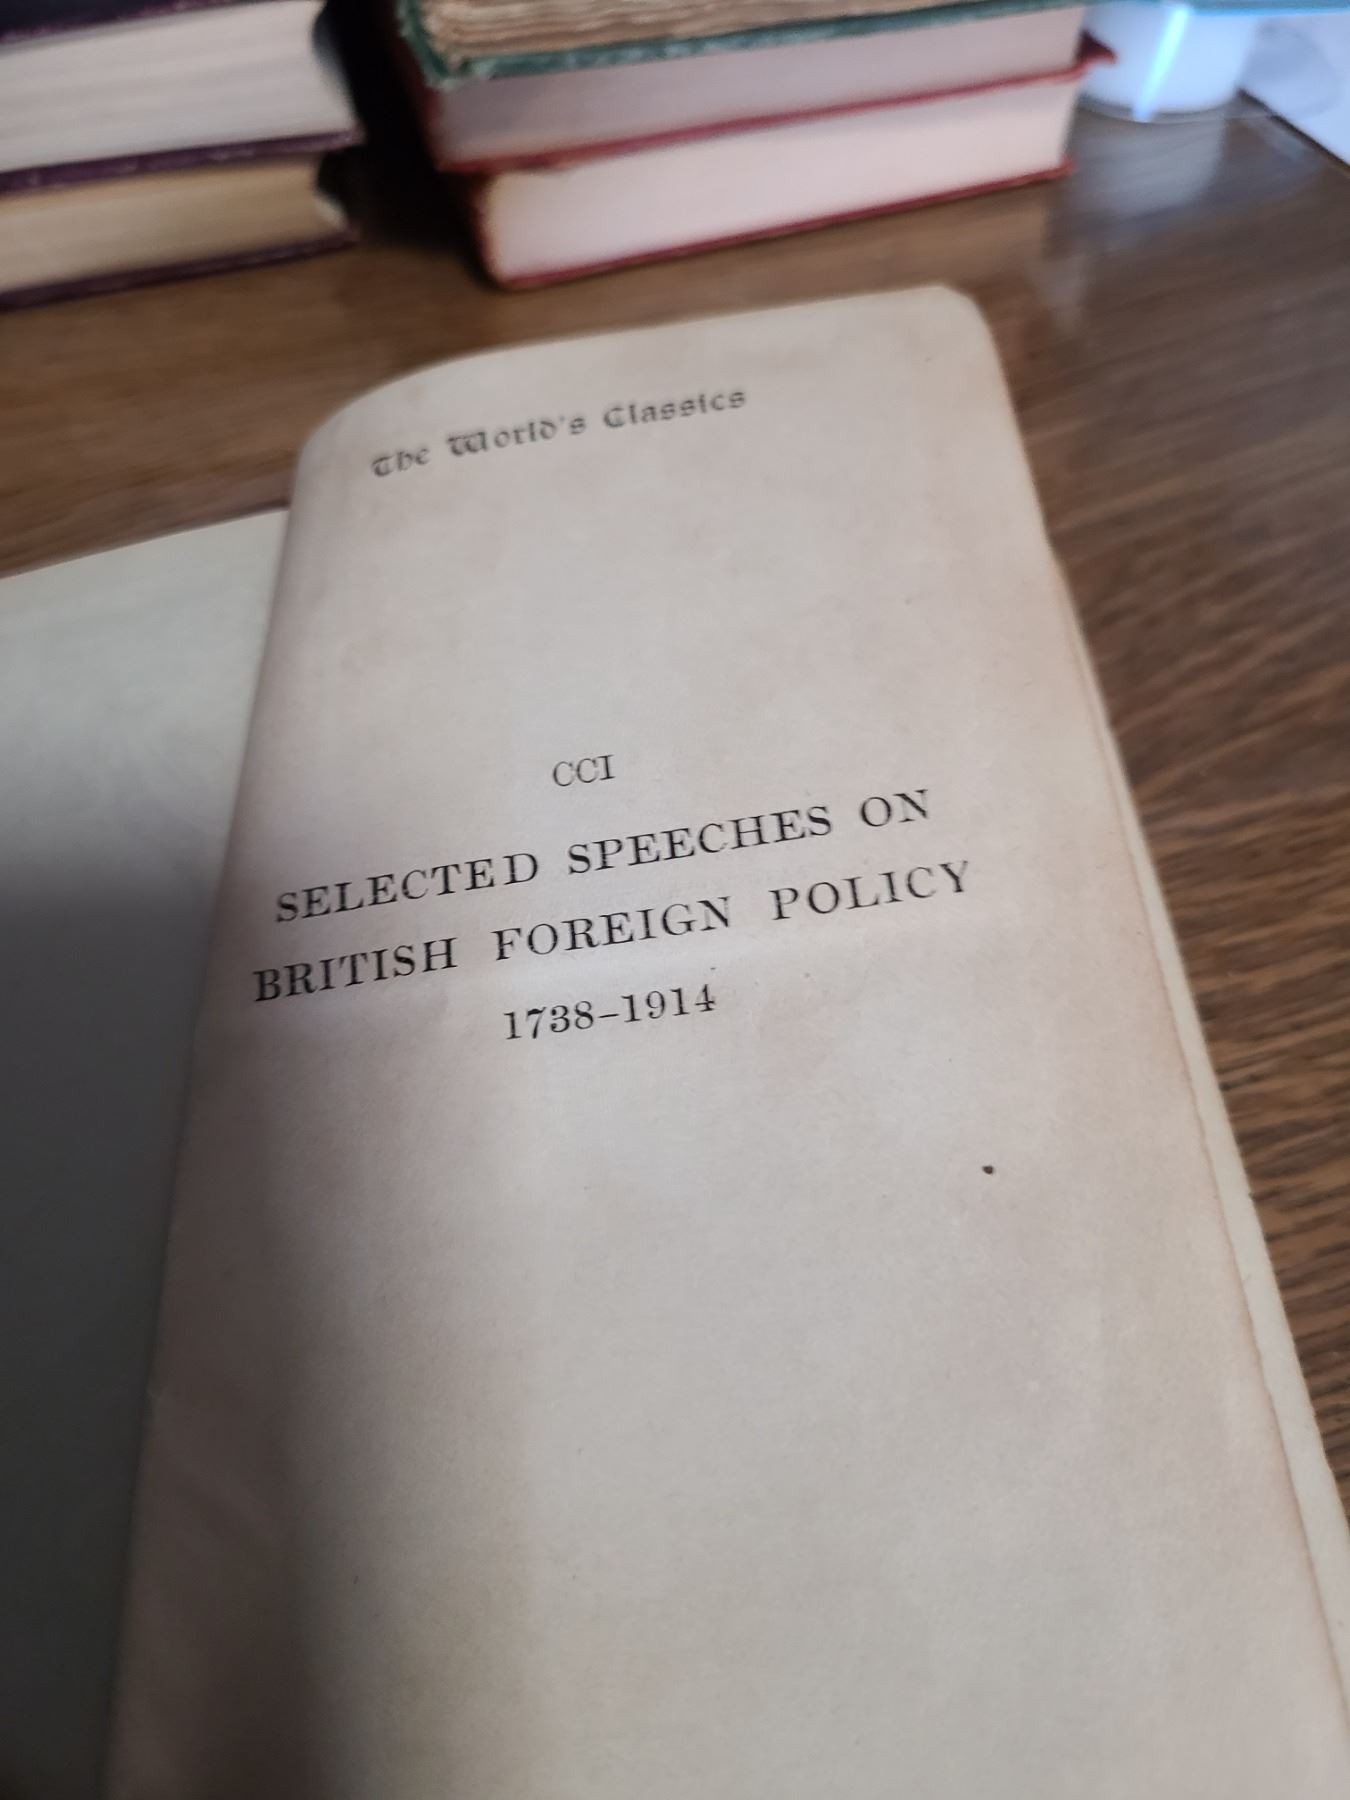 The World's Classics
CCI
SELECTED SPEECHES ON
BRITISH FOREIGN POLICY
1738–1914